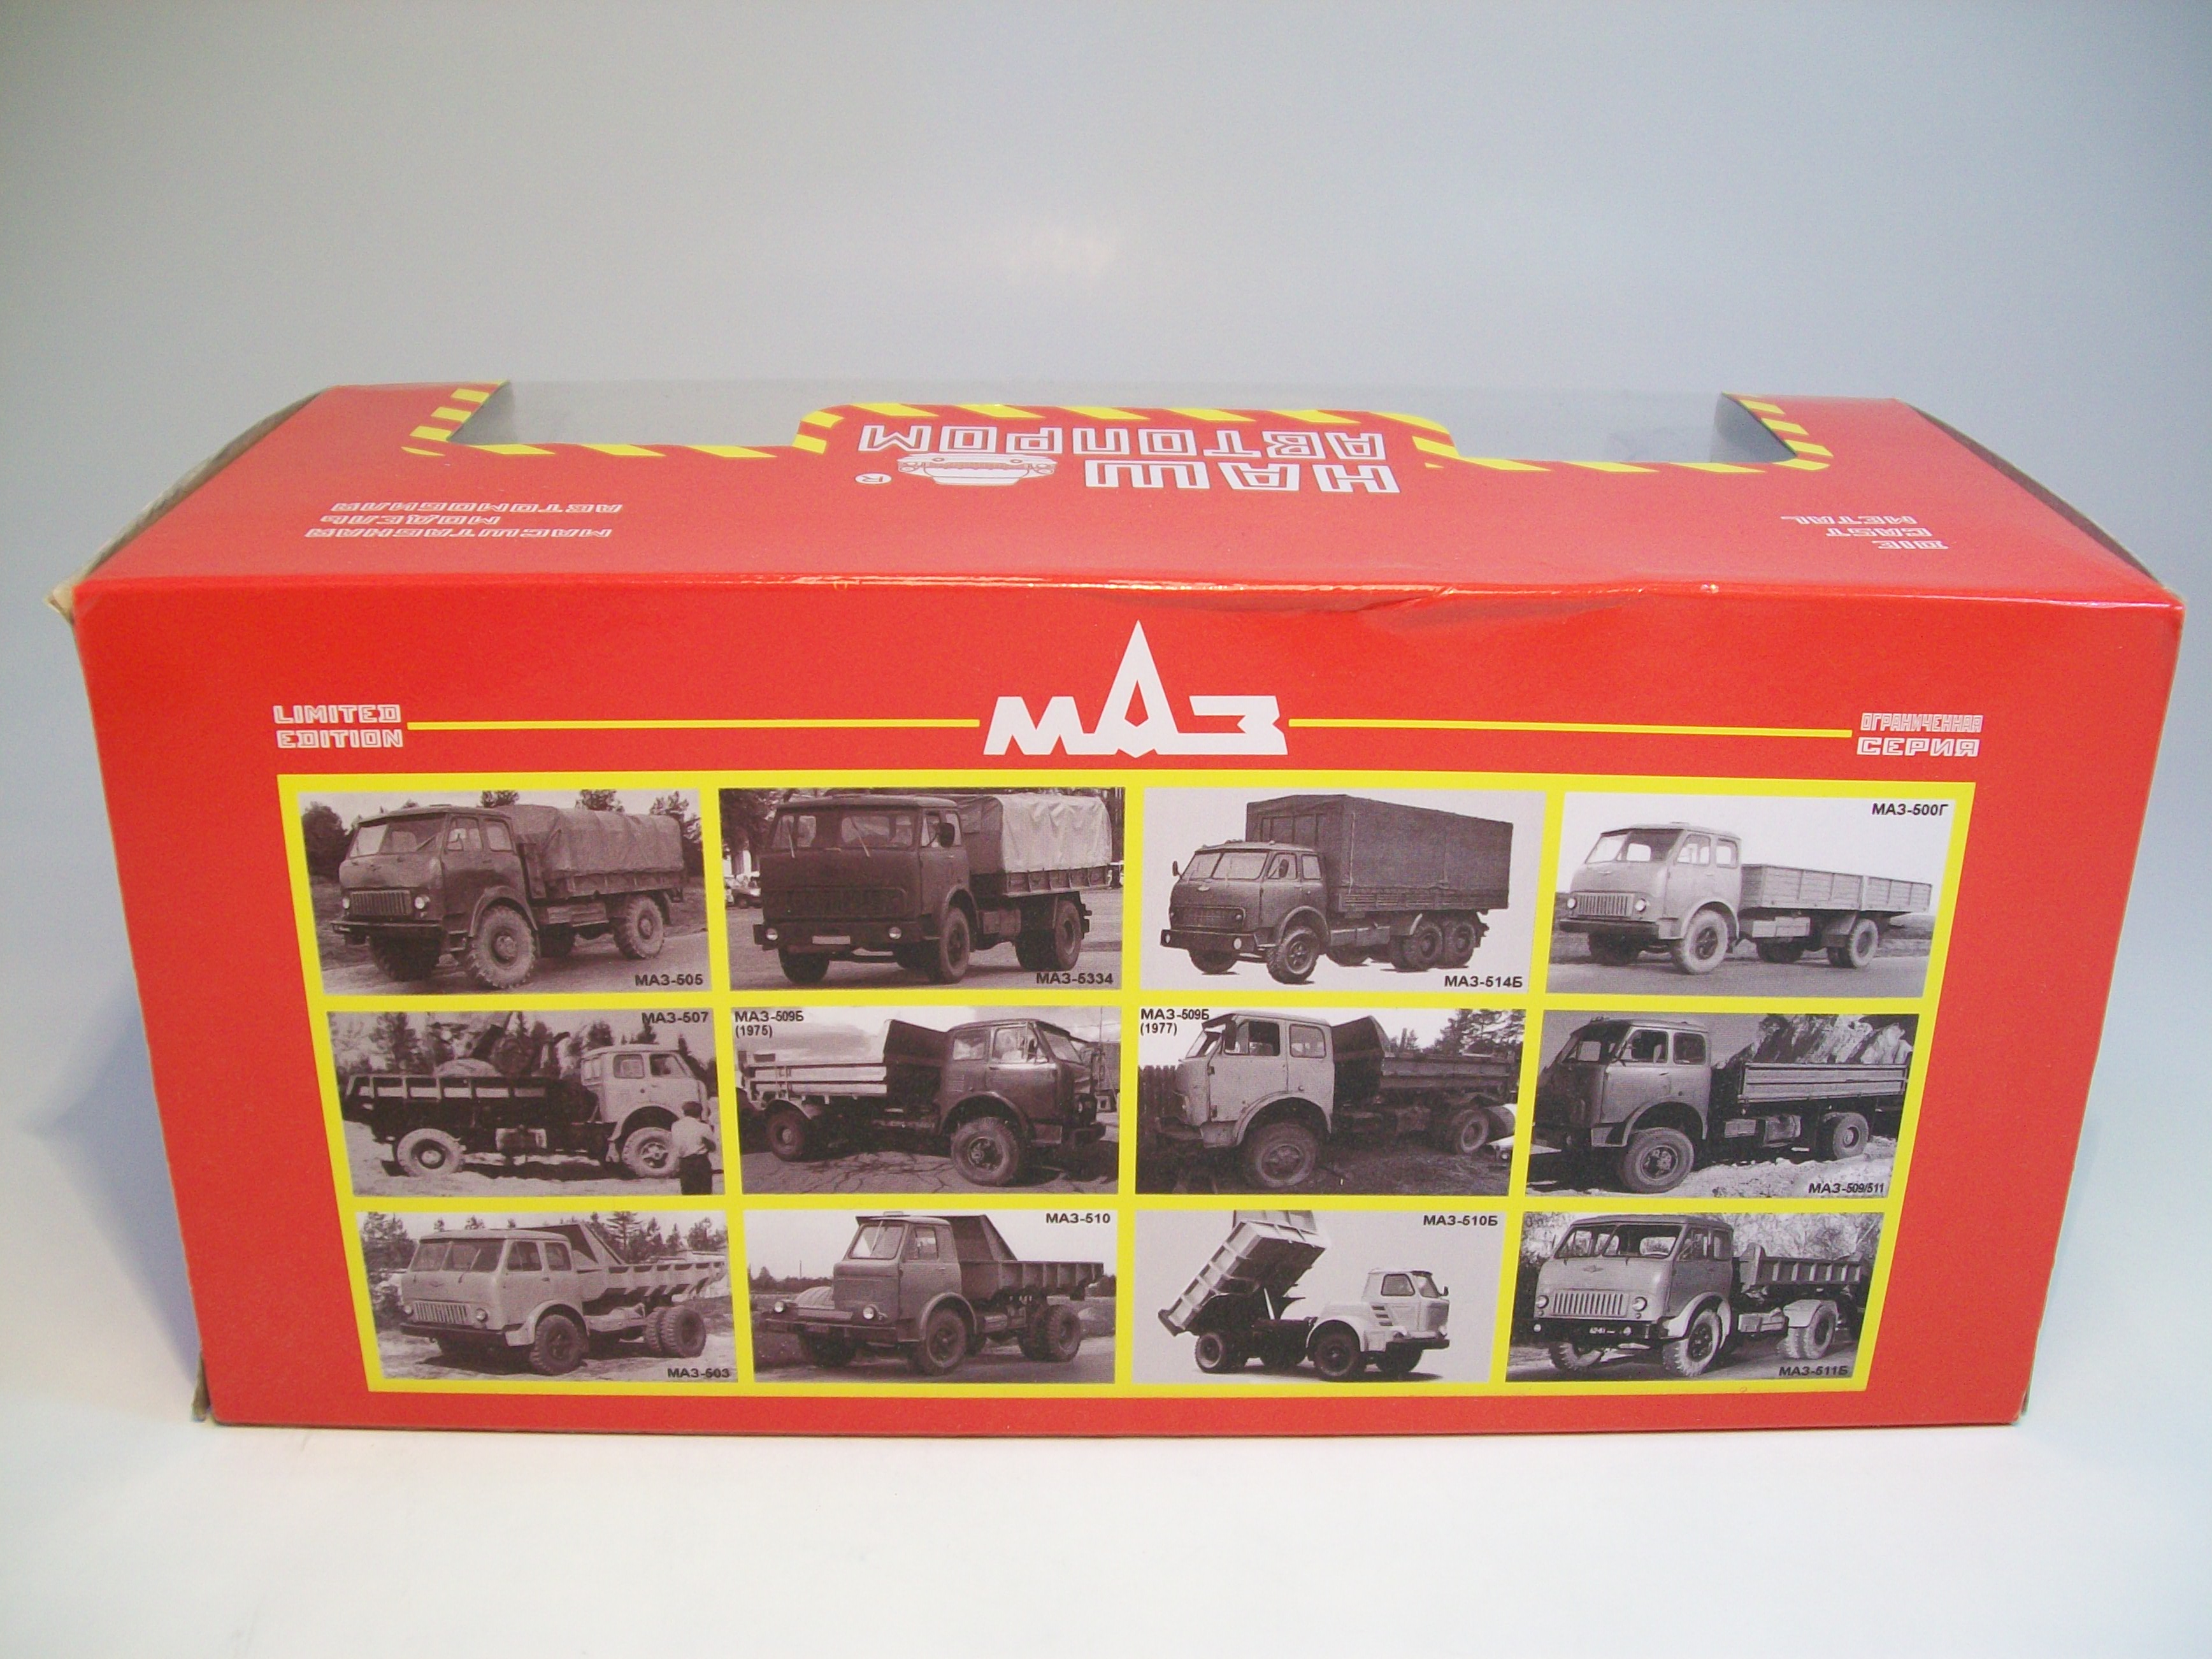 НАШ
АВТОПРОМ
®
МАСШТАБНАЯ
МОДЕЛЬ
АВТОМОБИЛЯ
DIE
CAST
METAL
МАЗ
LIMITED
EDITION
ОГРАНИЧЕННАЯ
СЕРИЯ
МАЗ-505
МАЗ-5334
МАЗ-514Б
МАЗ-500Г
МАЗ-507
МАЗ-509Б
(1975)
МАЗ-509Б
(1977)
МАЗ-509/511
МАЗ-503
МАЗ-510
МАЗ-510Б
МАЗ-511Б